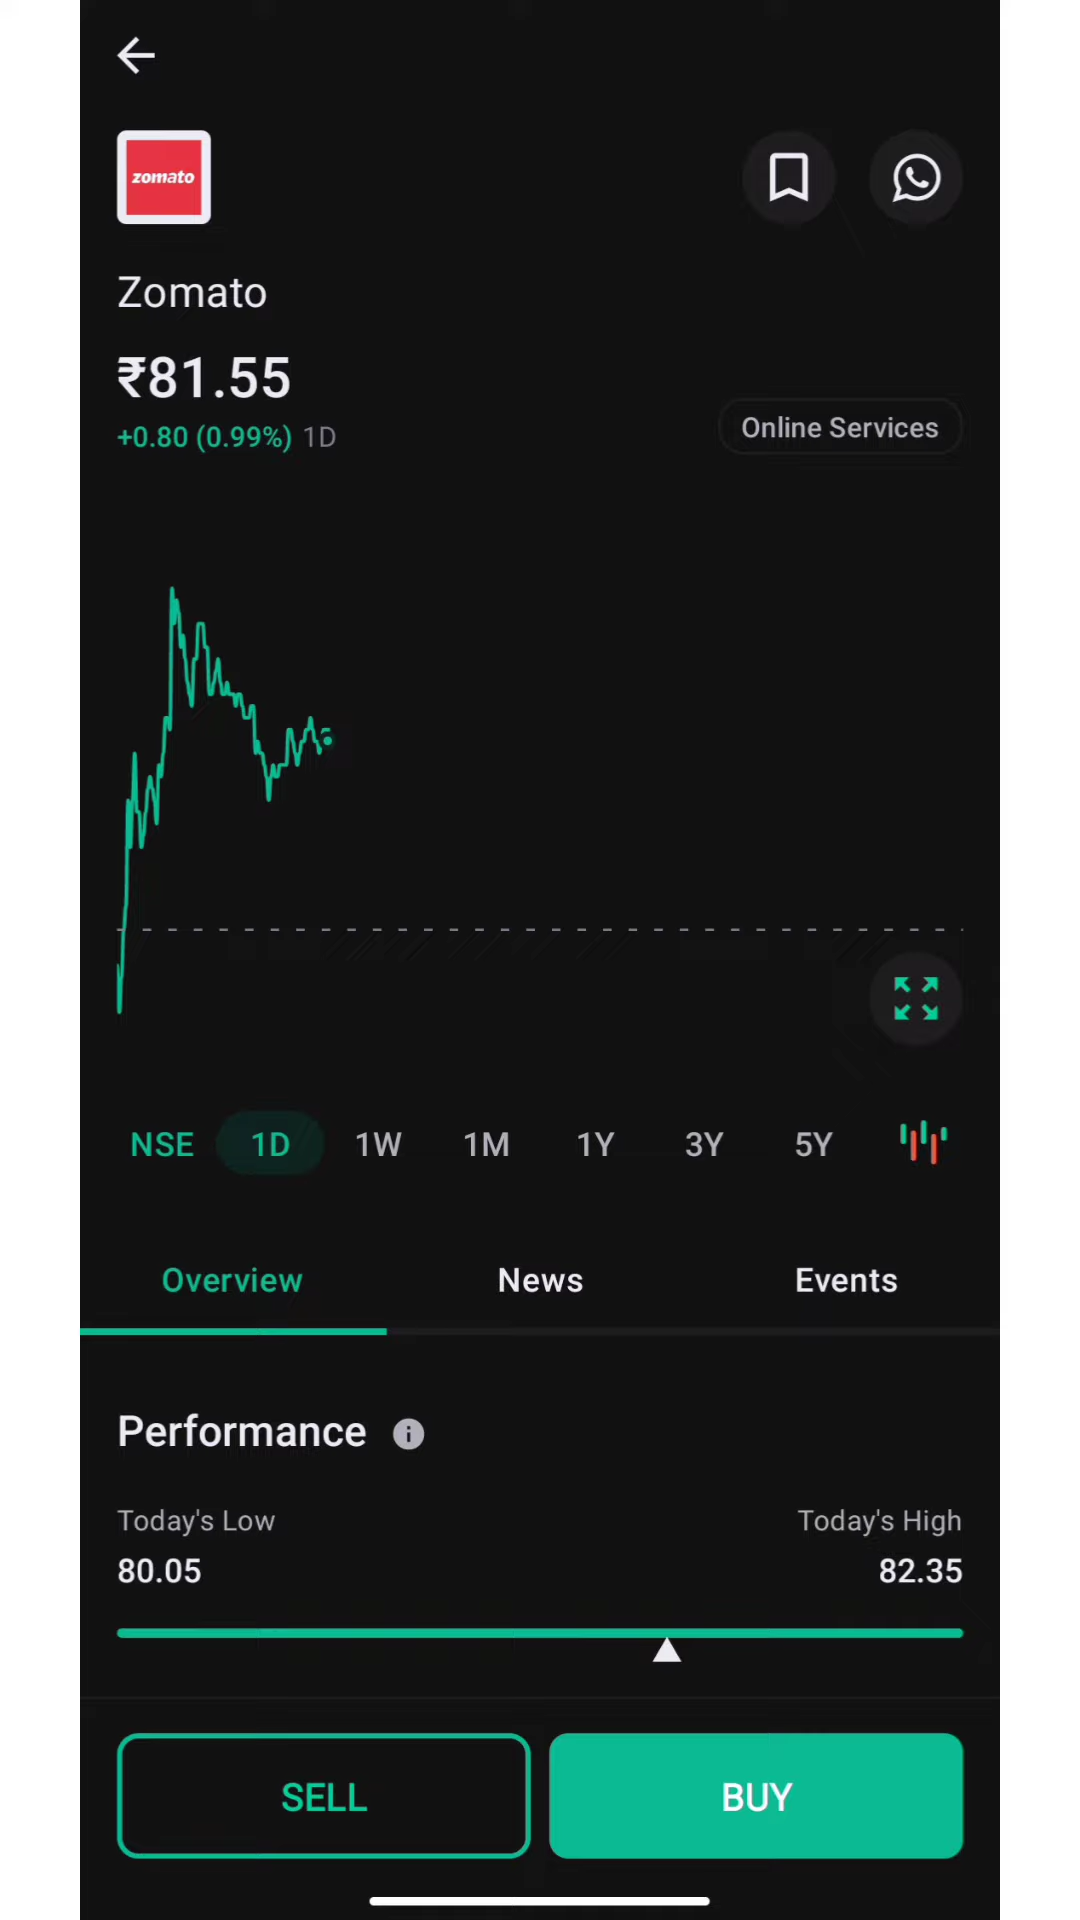 zomato
Zomato
₹81.55
+0.80 (0.99%) 1D
Online Services
NSE 1D 1W 1M 1Y 3Y 5Y
Overview News Events
Performance
Today's Low Today's High
80.05 82.35
SELL BUY